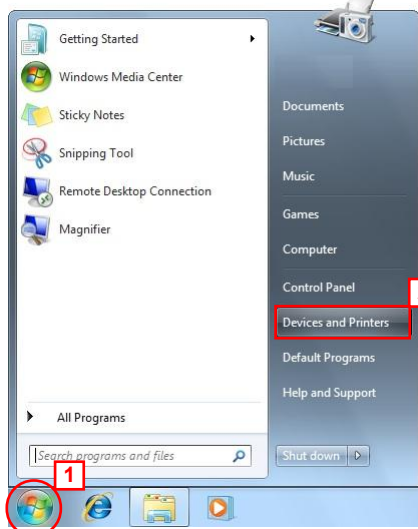 Getting Started
Windows Media Center
Sticky Notes
Snipping Tool
Remote Desktop Connection
Magnifier
All Programs
Search programs and files
1
Documents
Pictures
Music
Games
Computer
Control Panel
Devices and Printers
Default Programs
Help and Support
Shut down